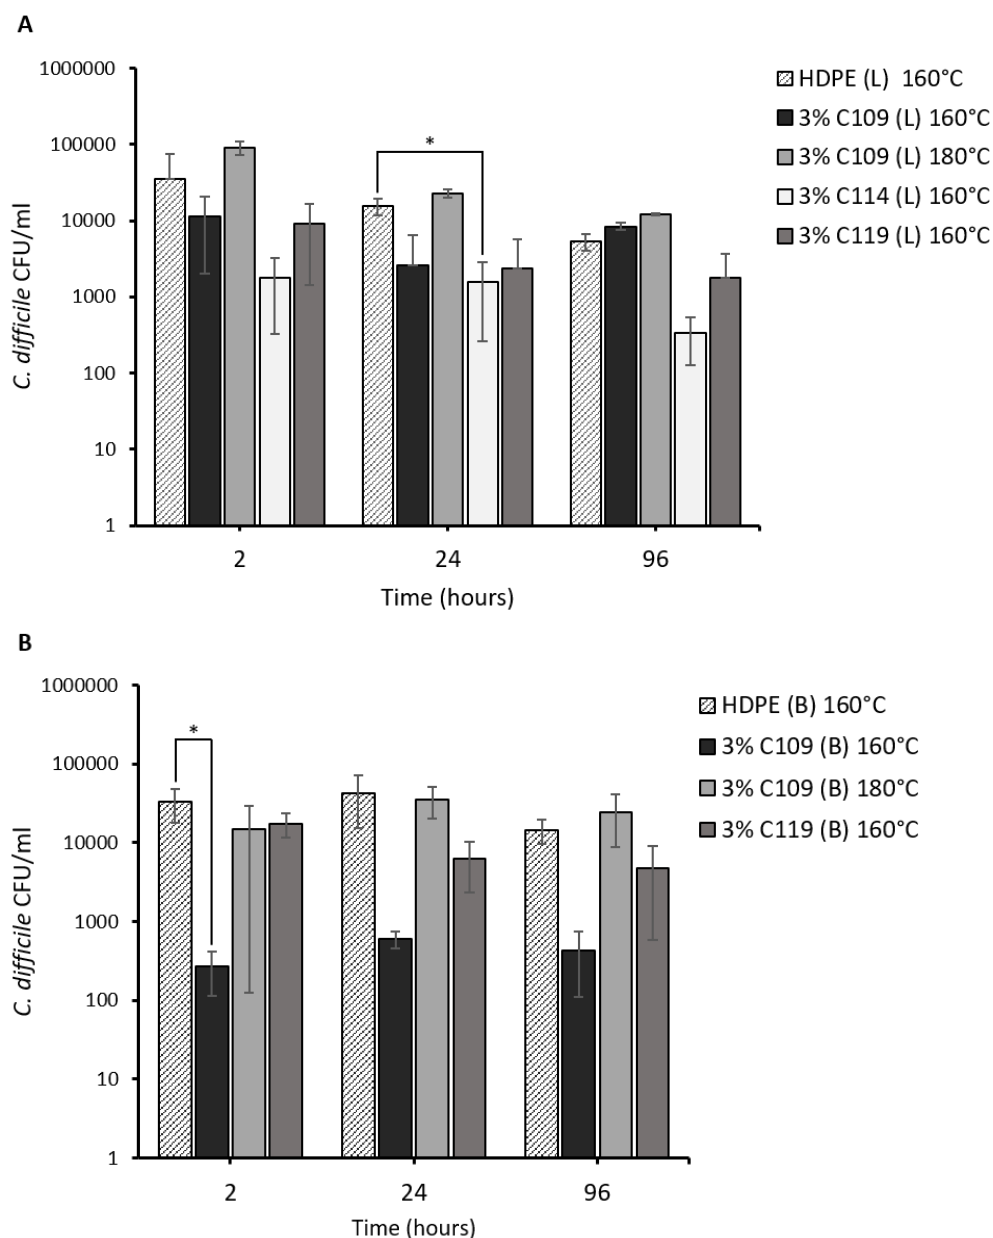 A
1000000
100000
10000
1000
100
10
1
C. difficile CFU/ml
*
2
24
96
Time (hours)
HDPE (L) 160°C
3% C109 (L) 160°C
3% C109 (L) 180°C
3% C114 (L) 160°C
3% C119 (L) 160°C
B
1000000
100000
10000
1000
100
10
1
C. difficile CFU/ml
*
2
24
96
Time (hours)
HDPE (B) 160°C
3% C109 (B) 160°C
3% C109 (B) 180°C
3% C119 (B) 160°C